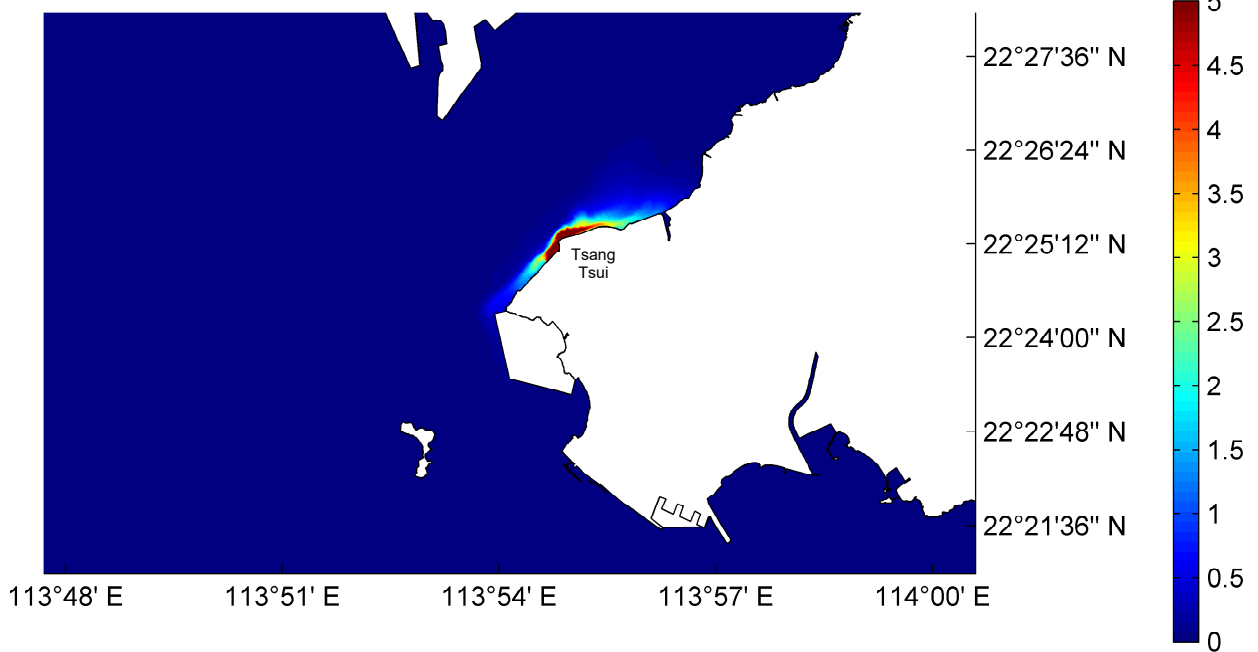 5
4.5
4
3.5
3
2.5
2
1.5
1
0.5
0
22°27'36" N
22°26'24" N
22°25'12" N
22°24'00" N
22°22'48" N
22°21'36" N
Tsang
Tsui
113°48' E
113°51' E
113°54' E
113°57' E
114°00' E